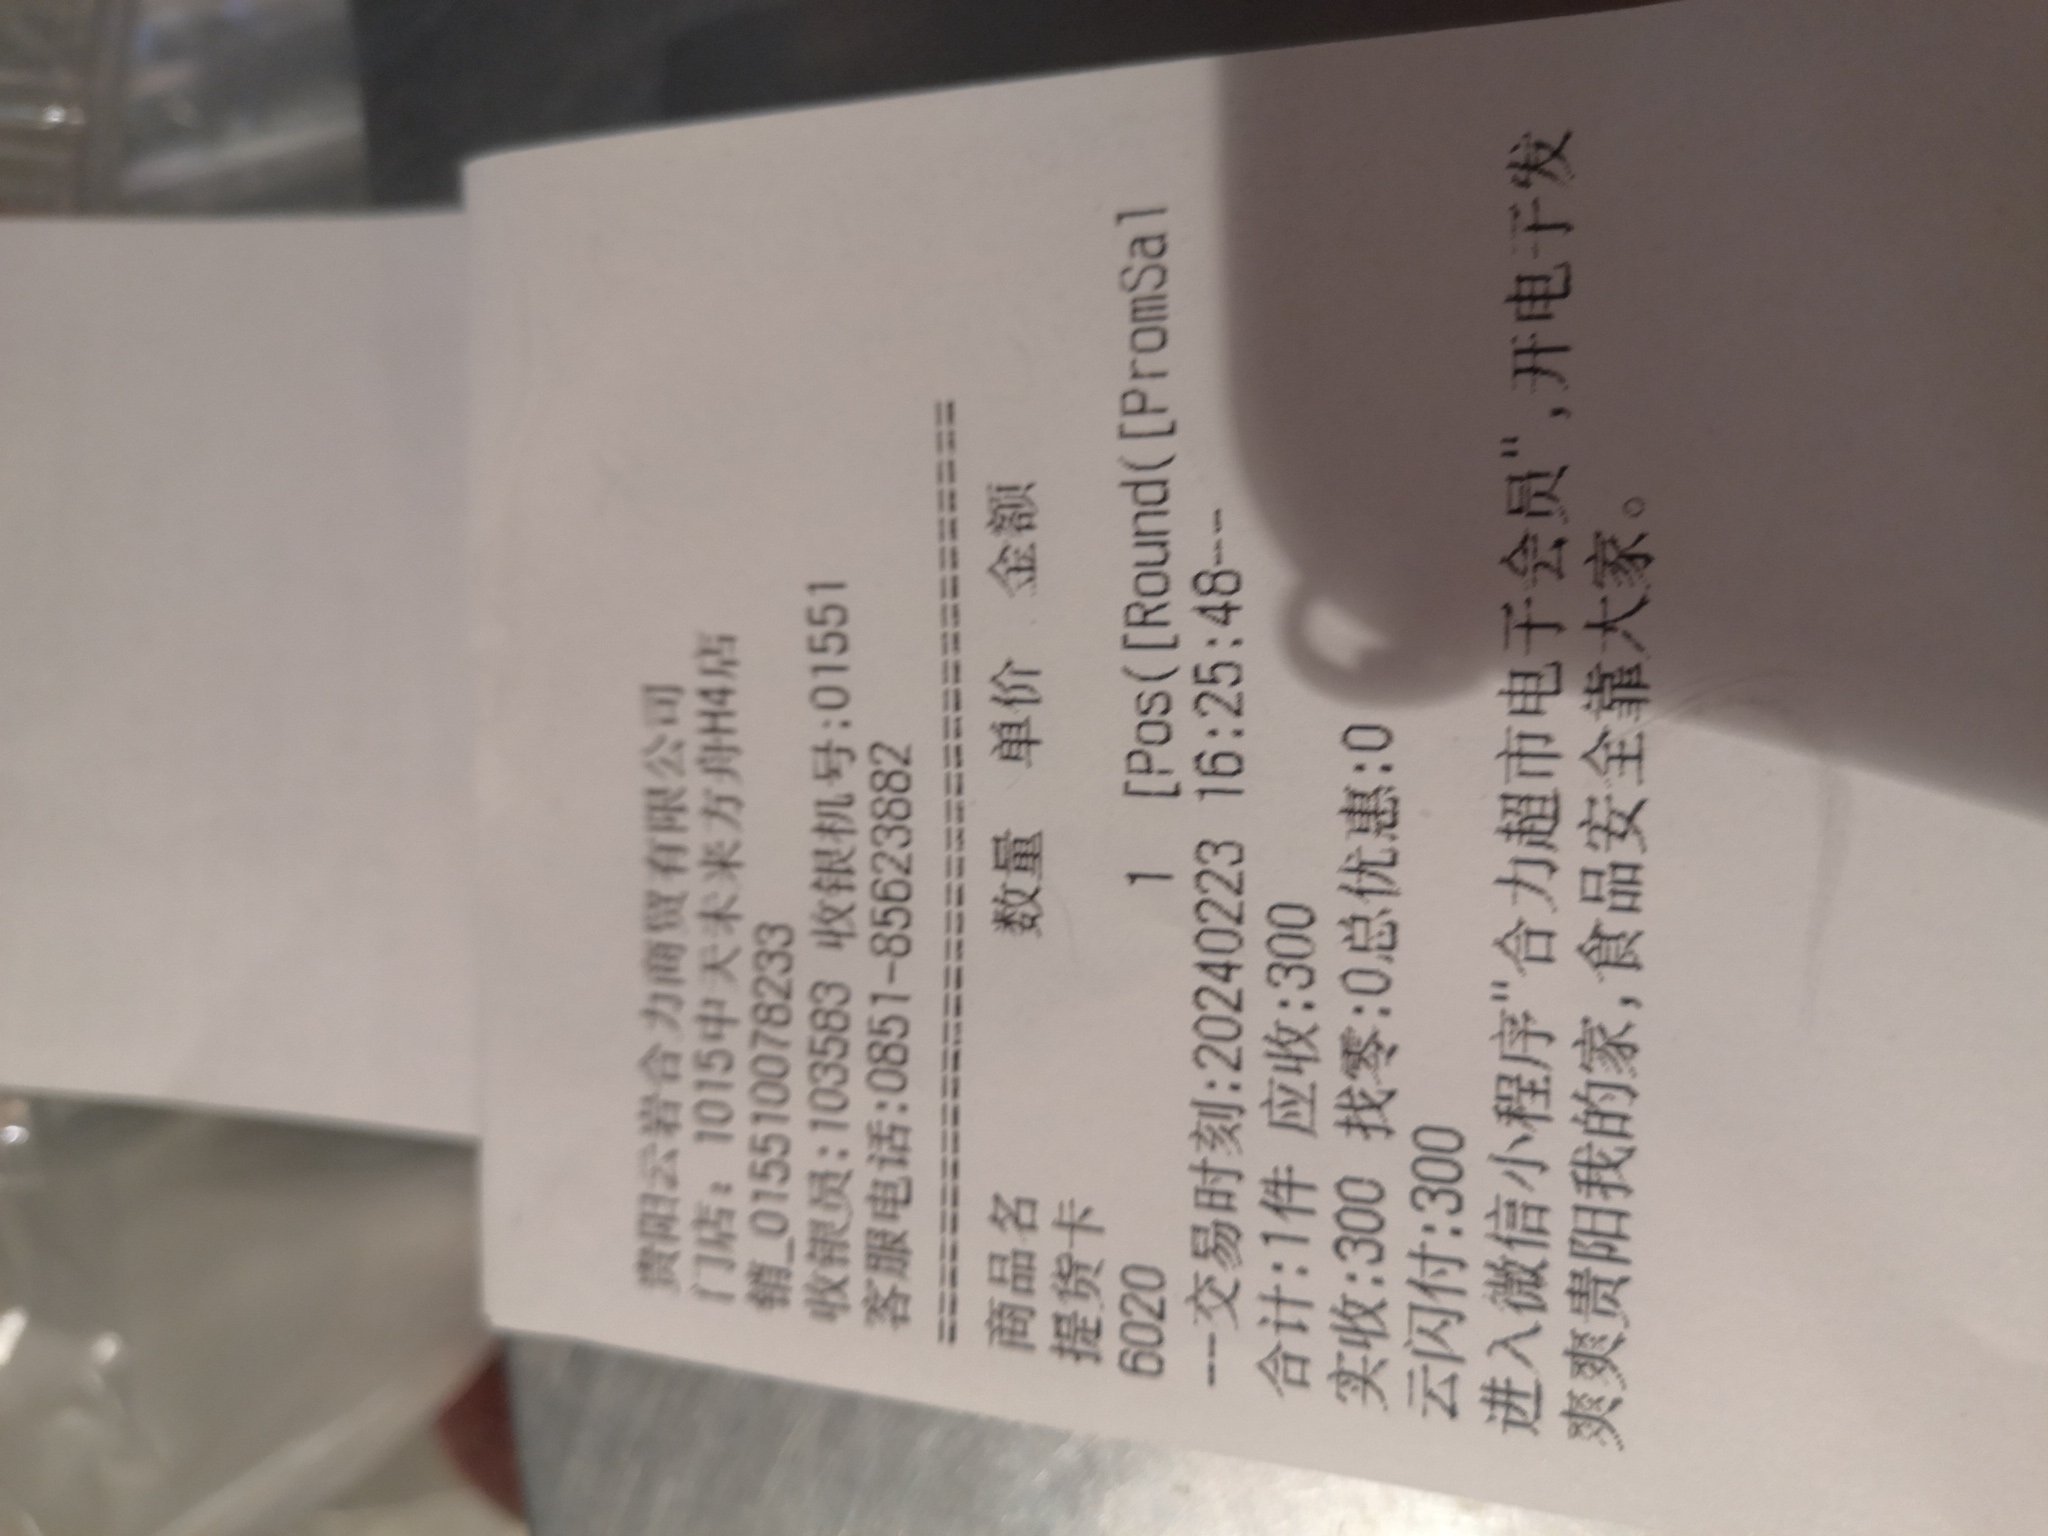 贵阳云岩合力商贸有限公司
门店：1015中天未来方舟H4店
销_0155510078233
收银员:103583 收银机号:01551
客服电话:0851-85623882
================================
商品名 数量 单价 金额
提货卡
6020 1 [Pos([Round([PromSal
---交易时刻:20240223 16:25:48---
合计:1件 应收:300
实收:300 找零:0总优惠:0
云闪付:300
进入微信小程序"合力超市电子会员",开电子发
爽爽贵阳我的家,食品安全靠大家。